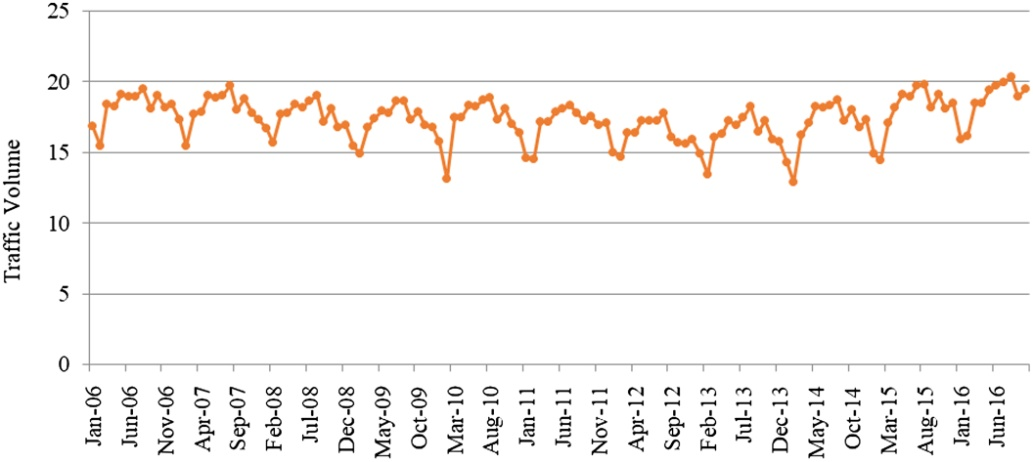 25
20
15
10
5
0
Traffic Volume
Jan-06
Jun-06
Nov-06
Apr-07
Sep-07
Feb-08
Jul-08
Dec-08
May-09
Oct-09
Mar-10
Aug-10
Jan-11
Jun-11
Nov-11
Apr-12
Sep-12
Feb-13
Jul-13
Dec-13
May-14
Oct-14
Mar-15
Aug-15
Jan-16
Jun-16